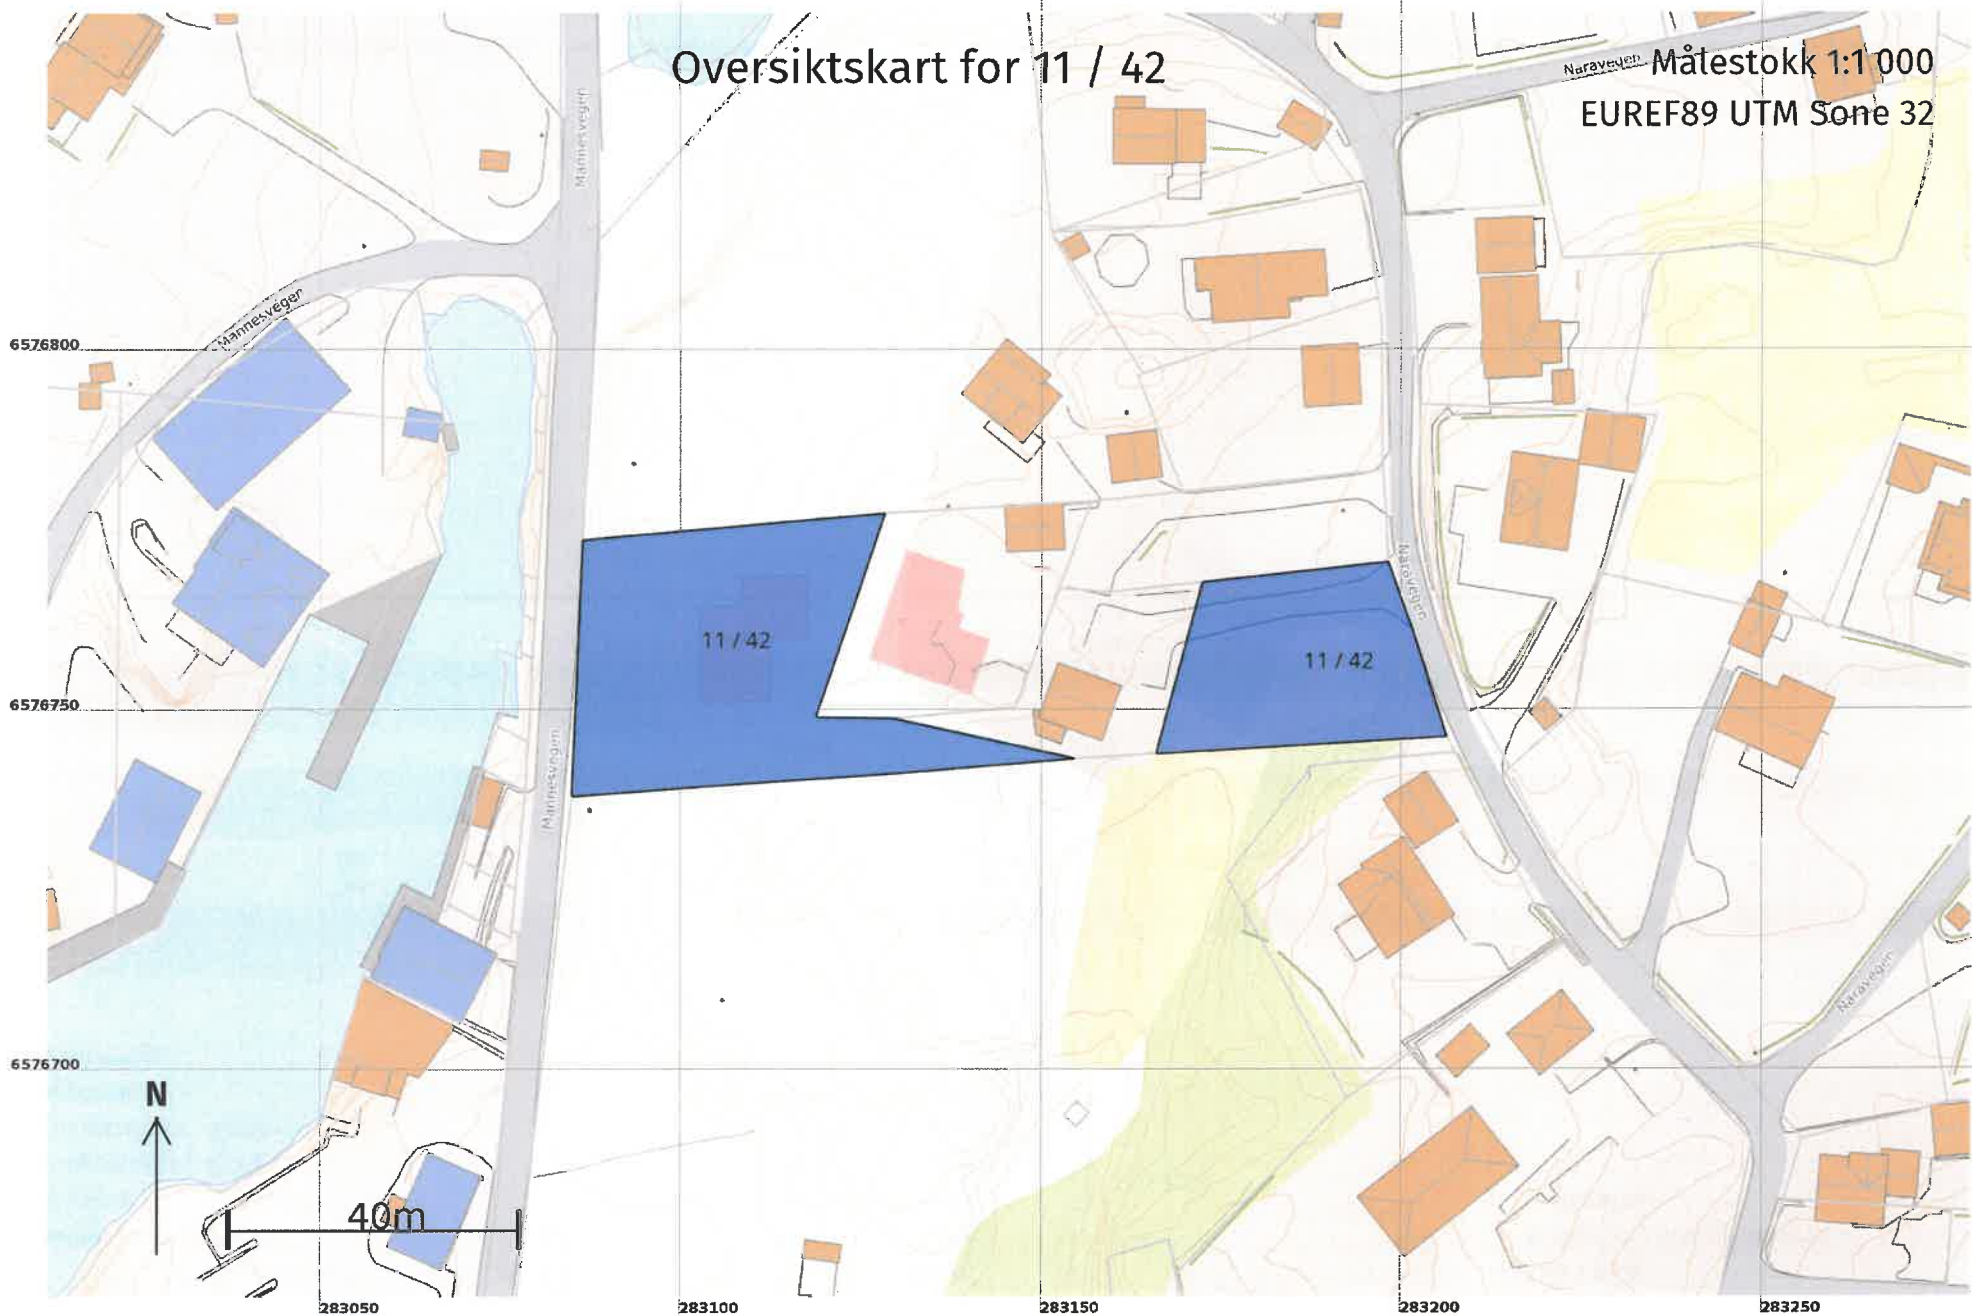 Oversiktskart for 11 / 42
Målestokk 1:1 000
EUREF89 UTM Sone 32
Naravegen
Mannesvegen
Mannesvegen
6576800
Naravegen
11 / 42
11 / 42
6576750
Mannesvegen
Naravegen
6576700
N
40m
283050
283100
283150
283200
283250